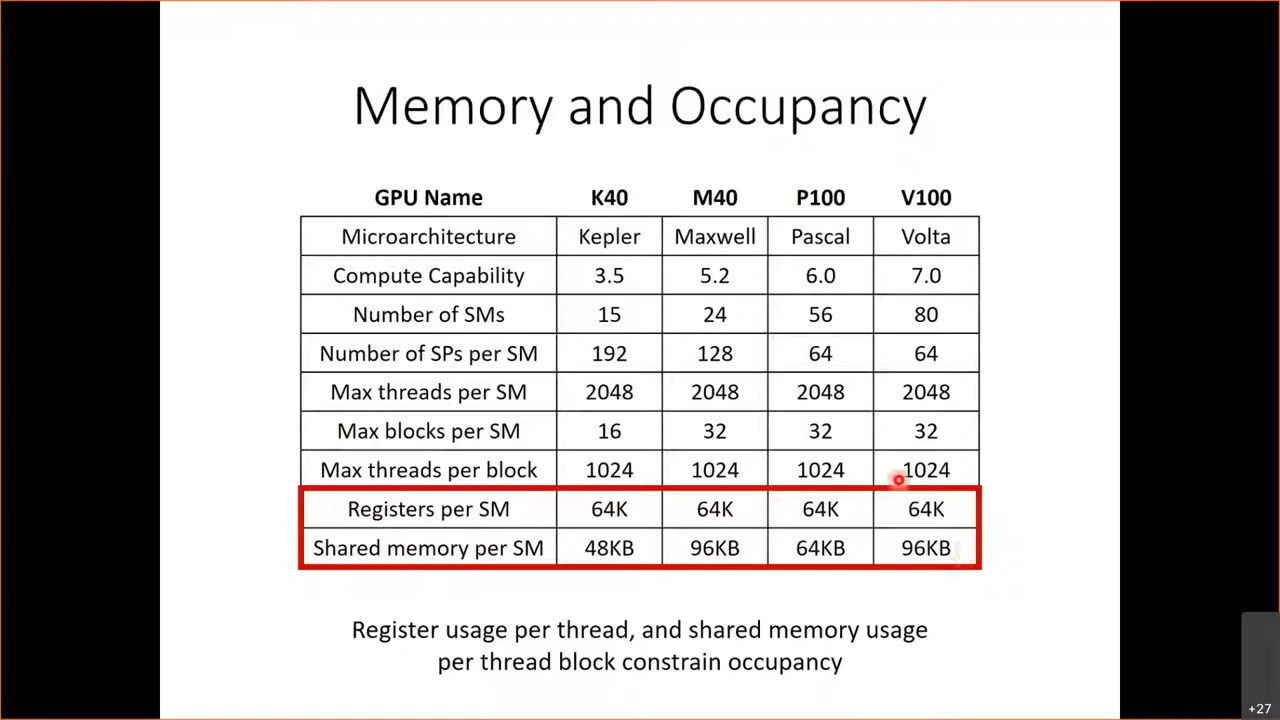 Memory and Occupancy
GPU Name K40 M40 P100 V100
Microarchitecture Kepler Maxwell Pascal Volta
Compute Capability 3.5 5.2 6.0 7.0
Number of SMs 15 24 56 80
Number of SPs per SM 192 128 64 64
Max threads per SM 2048 2048 2048 2048
Max blocks per SM 16 32 32 32
Max threads per block 1024 1024 1024 1024
Registers per SM 64K 64K 64K 64K
Shared memory per SM 48KB 96KB 64KB 96KB
Register usage per thread, and shared memory usage
per thread block constrain occupancy
+27